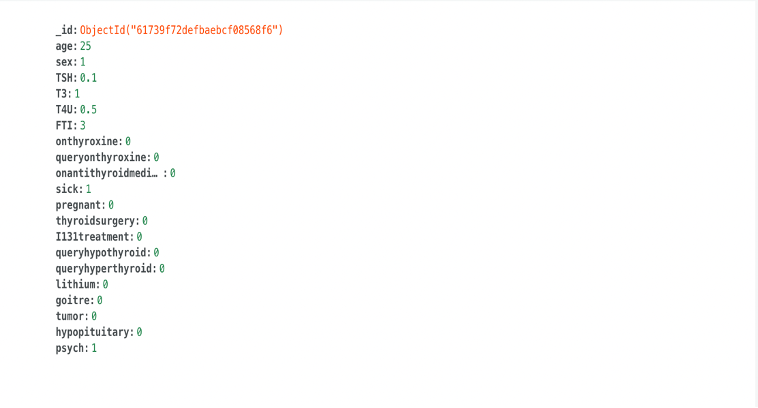 _id: ObjectId("61739f72defbaebcf08568f6")
age: 25
sex: 1
TSH: 0.1
T3: 1
T4U: 0.5
FTI: 3
onthyroxine: 0
queryonthyroxine: 0
onantithyroidmedi… : 0
sick: 1
pregnant: 0
thyroidsurgery: 0
I131treatment: 0
queryhypothyroid: 0
queryhyperthyroid: 0
lithium: 0
goitre: 0
tumor: 0
hypopituitary: 0
psych: 1